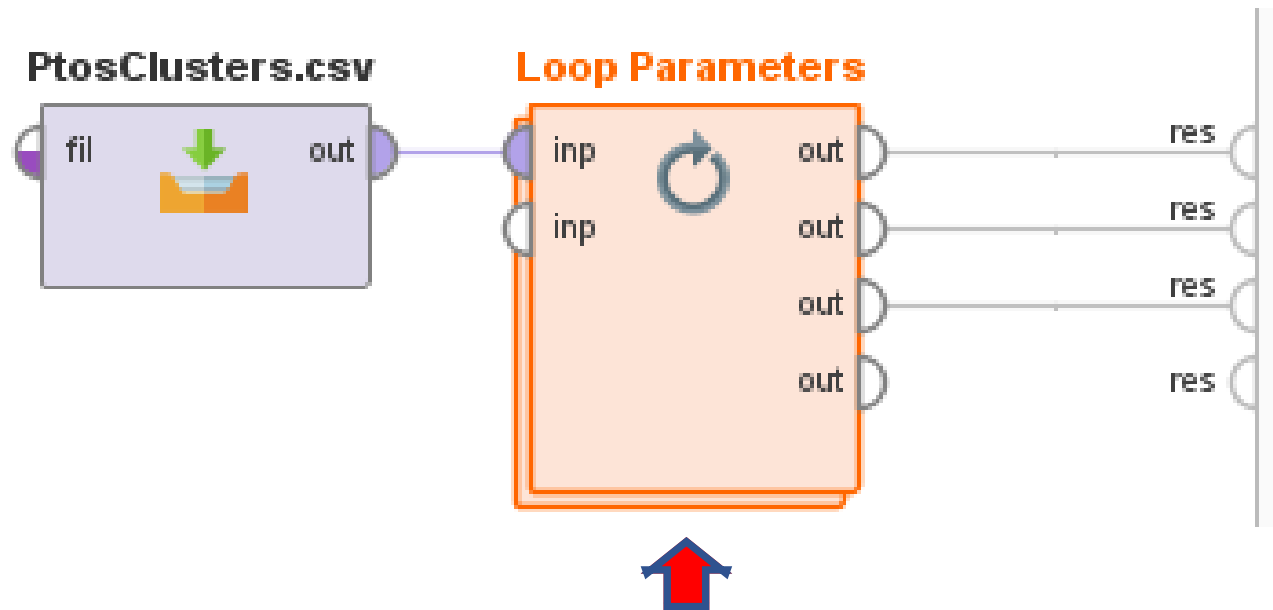 PtosClusters.csv
Loop Parameters
fil
out
inp
out
res
inp
out
res
out
res
out
res